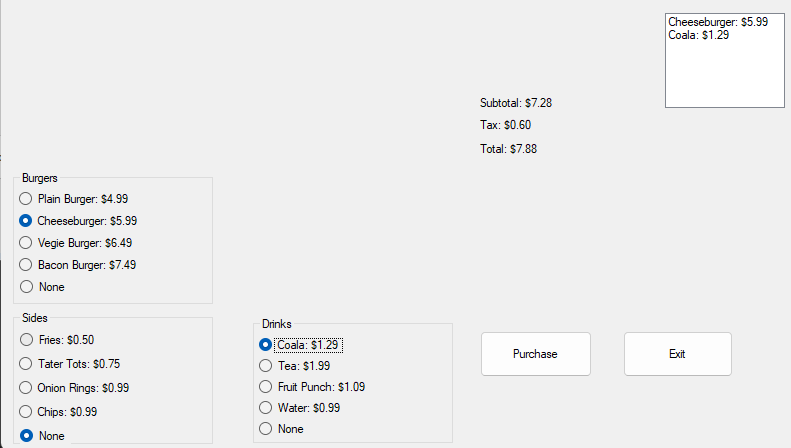 Cheeseburger: $5.99
Coala: $1.29
Subtotal: $7.28
Tax: $0.60
Total: $7.88
Burgers
Plain Burger: $4.99
Cheeseburger: $5.99
Vegie Burger: $6.49
Bacon Burger: $7.49
None
Sides
Fries: $0.50
Tater Tots: $0.75
Onion Rings: $0.99
Chips: $0.99
None
Drinks
Coala: $1.29
Tea: $1.99
Fruit Punch: $1.09
Water: $0.99
None
Purchase
Exit